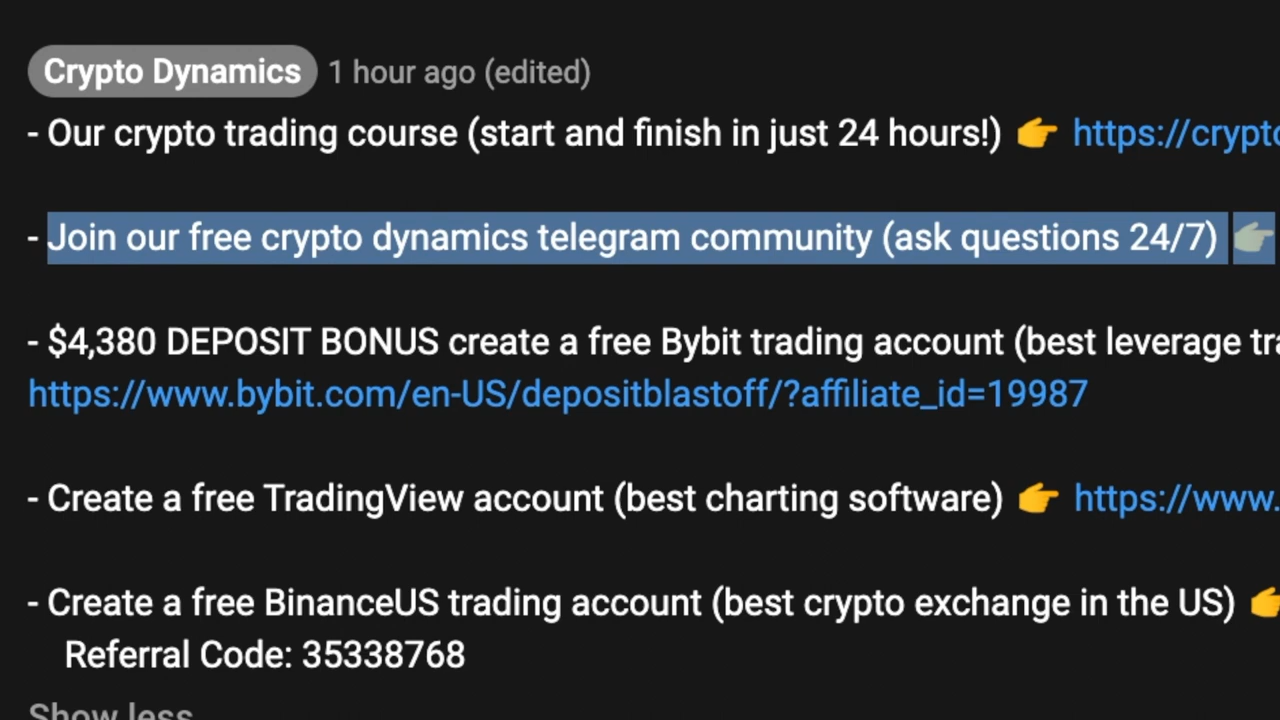 Crypto Dynamics 1 hour ago (edited)
- Our crypto trading course (start and finish in just 24 hours!) 👉 https://crypto
- Join our free crypto dynamics telegram community (ask questions 24/7) 👉
- $4,380 DEPOSIT BONUS create a free Bybit trading account (best leverage tra
https://www.bybit.com/en-US/depositblastoff/?affiliate_id=19987
- Create a free TradingView account (best charting software) 👉 https://www.
- Create a free BinanceUS trading account (best crypto exchange in the US) 👉
Referral Code: 35338768
Show less